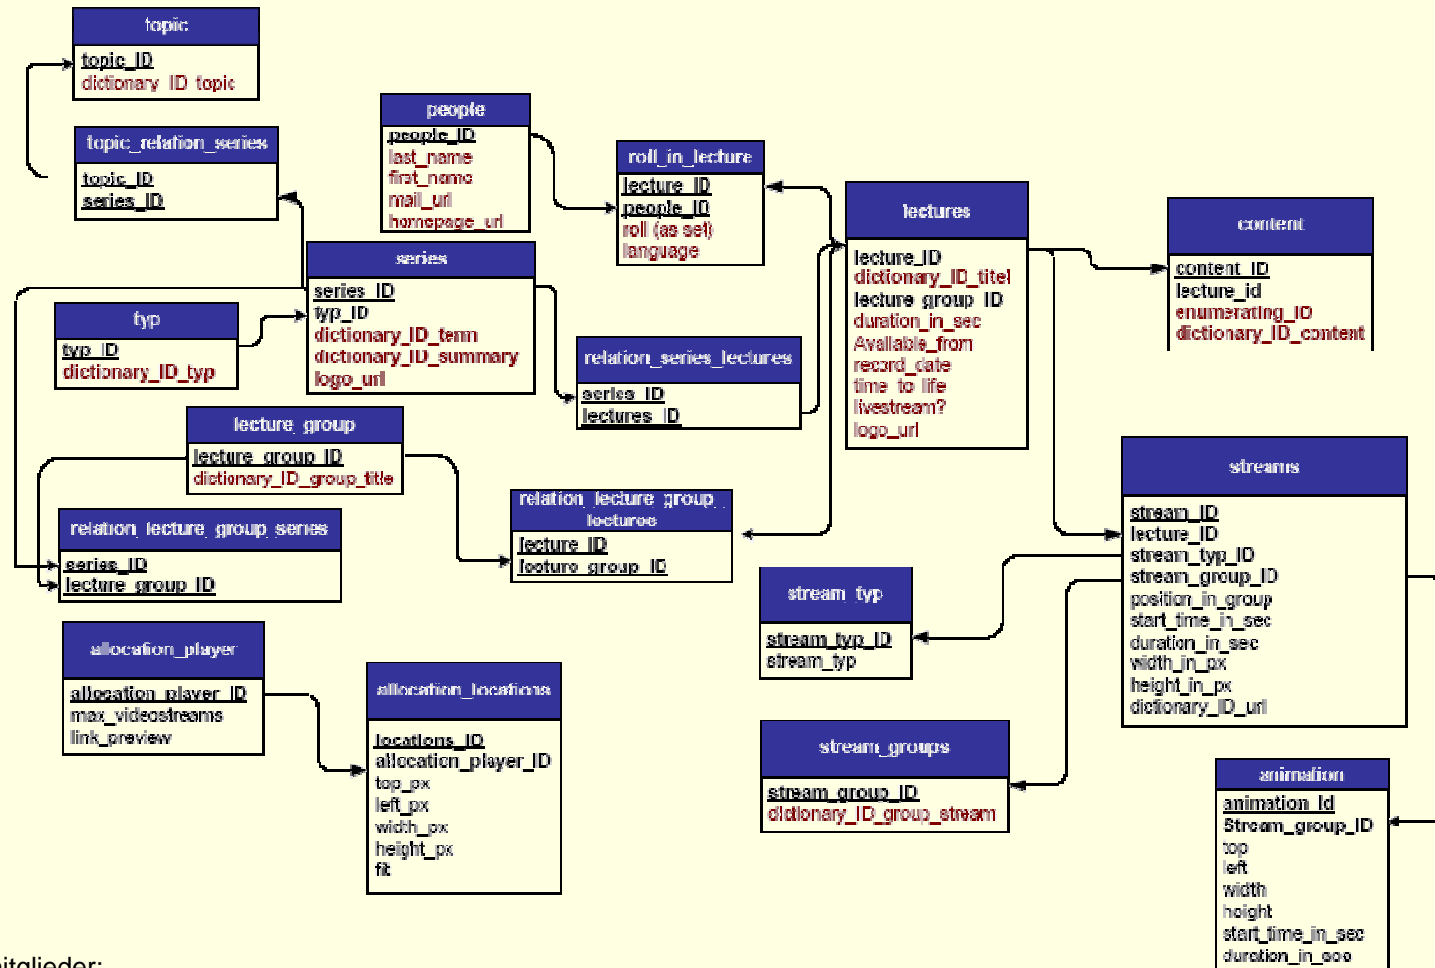 topic
topic_ID
dictionary_ID_topic
topic_relation_series
topic_ID
series_ID
people
people_ID
last_name
first_name
mail_url
homepage_url
roll_in_lecture
lecture_ID
people_ID
roll (as set)
language
lectures
lecture_ID
dictionary_ID_titel
lecture_group_ID
duration_in_sec
Available_from
record_date
time_to_life
livestream?
logo_url
content
content_ID
lecture_id
enumerating_ID
dictionary_ID_content
series
series_ID
typ_ID
dictionary_ID_term
dictionary_ID_summary
logo_url
typ
typ_ID
dictionary_ID_typ
relation_series_lectures
series_ID
lectures_ID
lecture_group
lecture_group_ID
dictionary_ID_group_title
relation_lecture_group_series
series_ID
lecture_group_ID
relation_lecture_group_
lectures
lecture_ID
lecture_group_ID
streams
stream_ID
lecture_ID
stream_typ_ID
stream_group_ID
position_in_group
start_time_in_sec
duration_in_sec
width_in_px
height_in_px
dictionary_ID_url
stream_typ
stream_typ_ID
stream_typ
allocation_player
allocation_player_ID
max_videostreams
link_preview
allocation_locations
locations_ID
allocation_player_ID
top_px
left_px
width_px
height_px
fit
stream_groups
stream_group_ID
dictionary_ID_group_stream
animation
animation_Id
Stream_group_ID
top
left
width
height
start_time_in_sec
duration_in_sec
nitglieder: